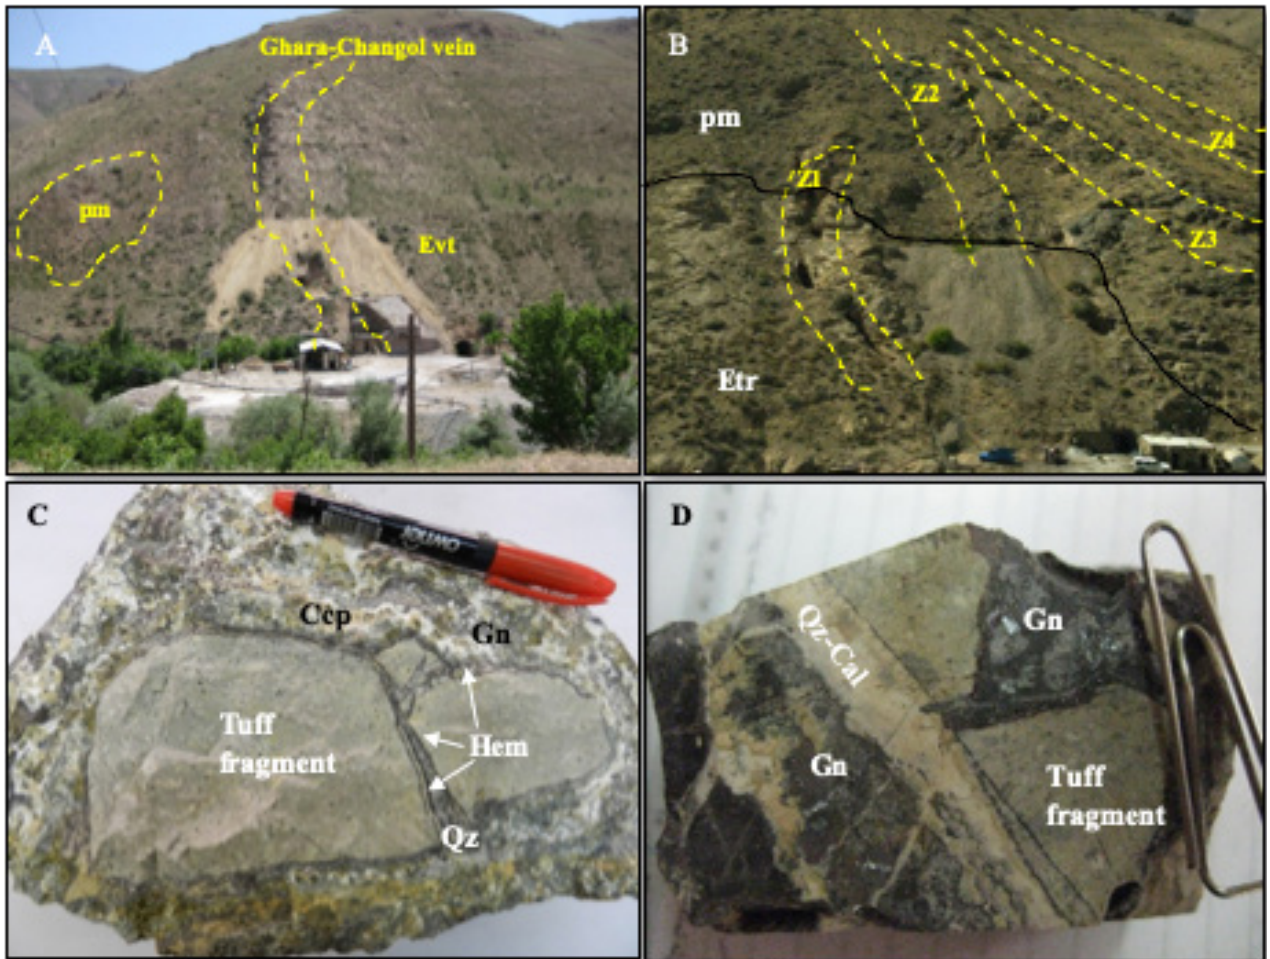 A
Ghara-Changol vein
pm
Evt
B
Z2
pm
Z4
Z1
Z3
Etr
C
OWNER
Ccp
Gn
Tuff
fragment
Hem
Qz
D
Gn
Qz-Cal
Gn
Tuff
fragment